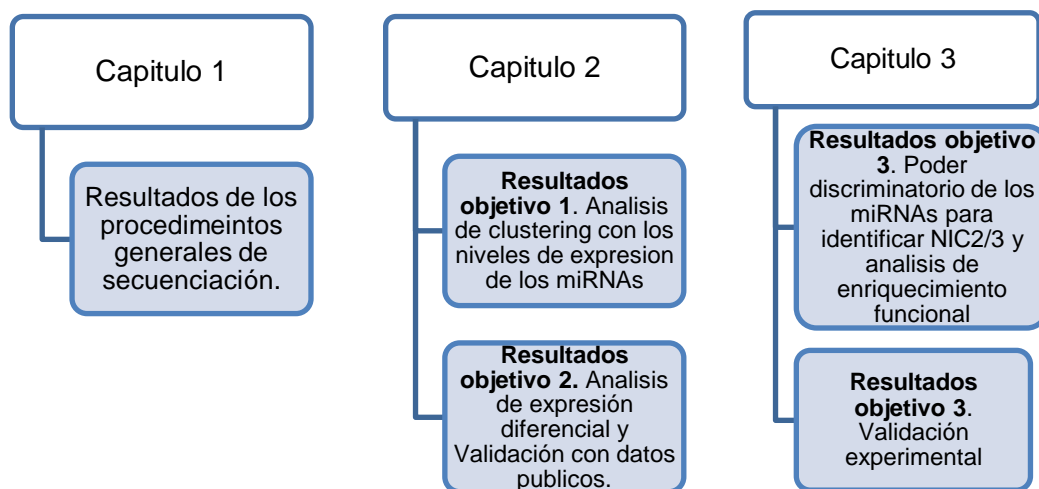 Capitulo 1
Resultados de los
procedimeintos
generales de
secuenciación.
Capitulo 2
Resultados
objetivo 1. Analisis
de clustering con los
niveles de expresion
de los miRNAs
Resultados
objetivo 2. Analisis
de expresión
diferencial y
Validación con datos
publicos.
Capitulo 3
Resultados objetivo
3. Poder
discriminatorio de los
miRNAs para
identificar NIC2/3 y
analisis de
enriquecimiento
funcional
Resultados
objetivo 3.
Validación
experimental